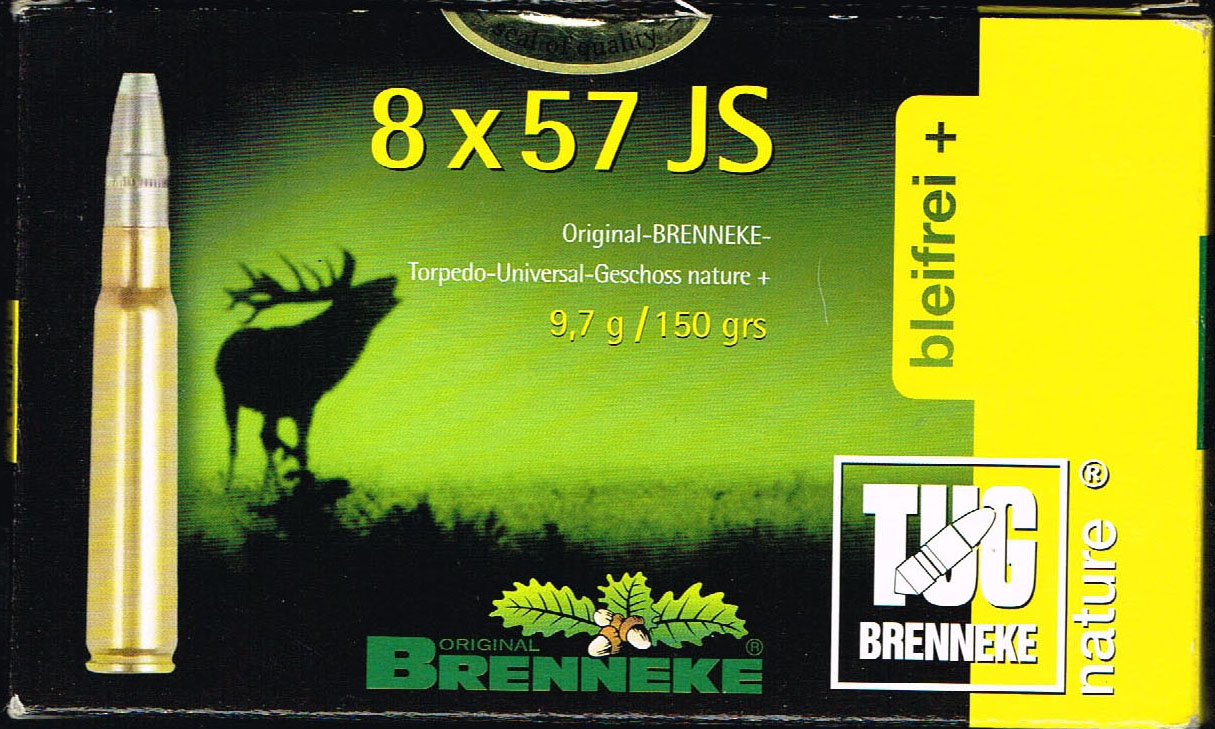 seal of quality
8 x 57 JS
Original-BRENNEKE-
Torpedo-Universal-Geschoss nature +
9,7 g / 150 grs
bleifrei +
TUG
BRENNEKE
nature ®
ORIGINAL
BRENNEKE ®